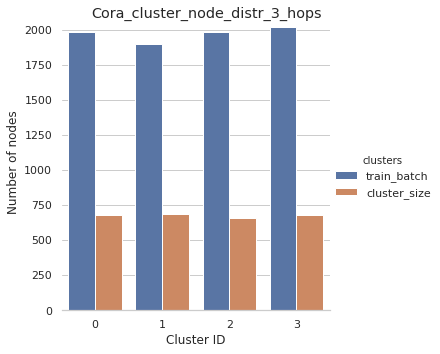 Cora_cluster_node_distr_3_hops
2000
1750
1500
1250
1000
750
500
250
0
Number of nodes
0 1 2 3
Cluster ID
clusters
train_batch
cluster_size